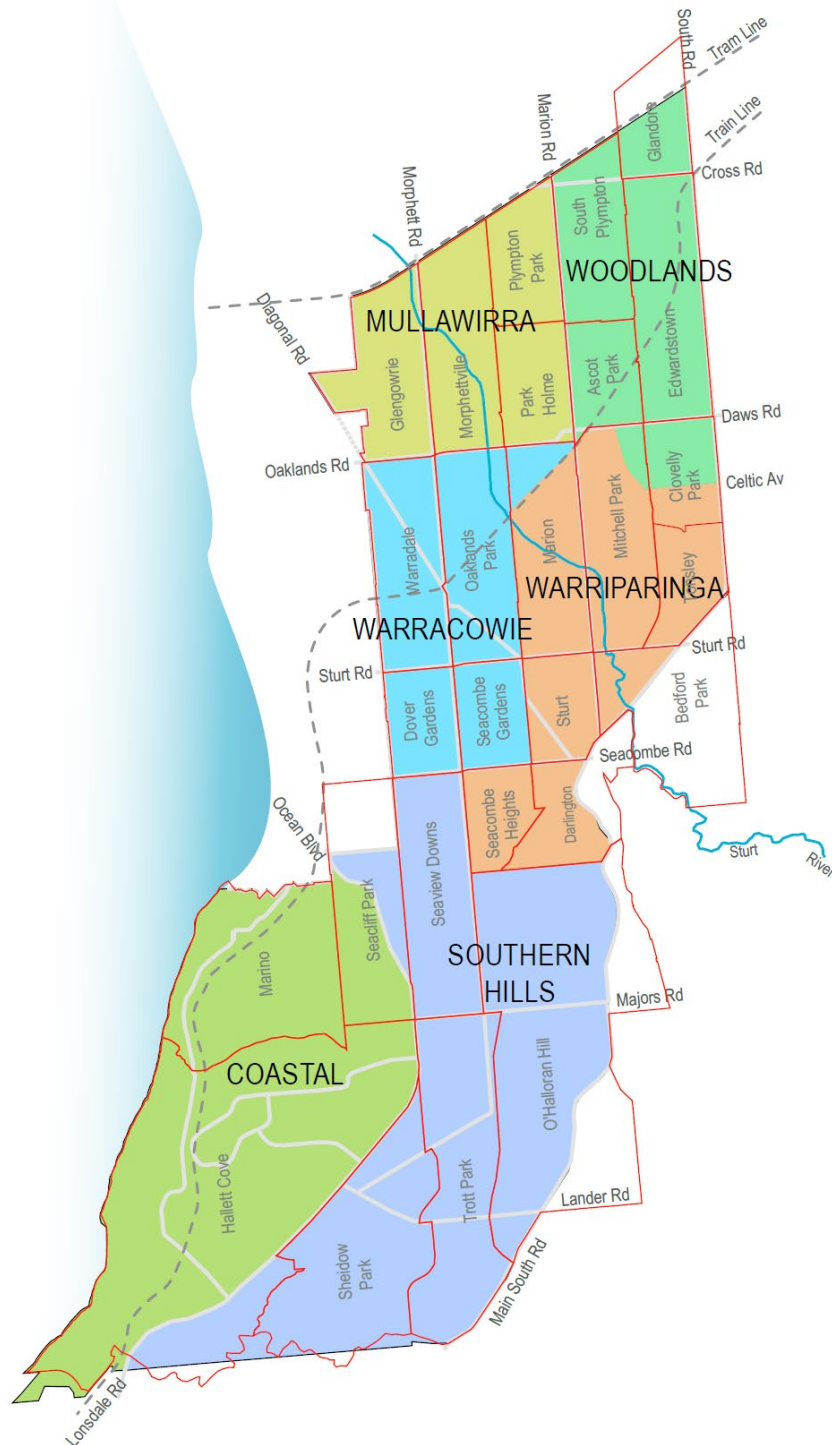 South Rd
Tram Line
Train Line
Marion Rd
Glandore
Cross Rd
Morphett Rd
South
Plympton
Plympton
Park
WOODLANDS
Diagonal Rd
MULLAWIRRA
Edwardstown
Ascot
Park
Park
Holme
Morphettville
Glengowrie
Daws Rd
Oaklands Rd
Clovelly
Park
Celtic Av
Mitchell Park
Marion
Oaklands
Park
Warradale
Tonsley
WARRIPARINGA
WARRACOWIE
Sturt Rd
Sturt Rd
Bedford
Park
Dover
Gardens
Seacombe
Gardens
Sturt
Seacombe Rd
Ocean Blvd
Seacombe
Heights
Darlington
Sturt
River
Seaview Downs
Seacliff Park
Marino
SOUTHERN
HILLS
Majors Rd
COASTAL
O'Halloran Hill
Hallett Cove
Trott Park
Lander Rd
Sheidow
Park
Main South Rd
Lonsdale Rd